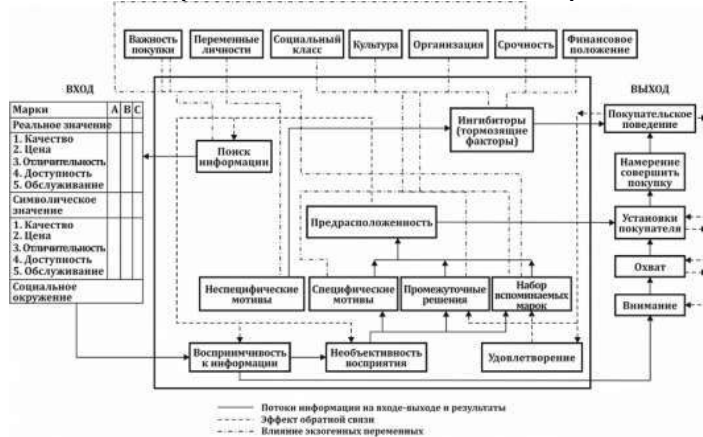 Важность
покупки
Переменные
личности
Социальный
класс
Культура
Организация
Срочность
Финансовое
положение
ВХОД
ВЫХОД
Марки A B C
Реальное значение
1. Качество
2. Цена
3. Отличительность
4. Доступность
5. Обслуживание
Символическое
значение
1. Качество
2. Цена
3. Отличительность
4. Доступность
5. Обслуживание
Социальное
окружение
Поиск
информации
Ингибиторы
(тормозящие
факторы)
Покупательское
поведение
Намерение
совершить
покупку
Предрасположенность
Установки
покупателя
Охват
Внимание
Неспецифические
мотивы
Специфические
мотивы
Промежуточные
решения
Набор
вспоминаемых
марок
Восприимчивость
к информации
Необъективность
восприятия
Удовлетворение
Потоки информации на входе-выходе и результаты
Эффект обратной связи
Влияние экзогенных переменных